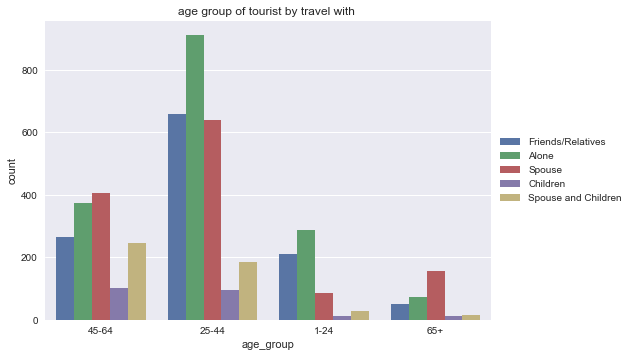 age group of tourist by travel with
count
800
600
400
200
0
45-64
25-44
1-24
65+
age_group
Friends/Relatives
Alone
Spouse
Children
Spouse and Children